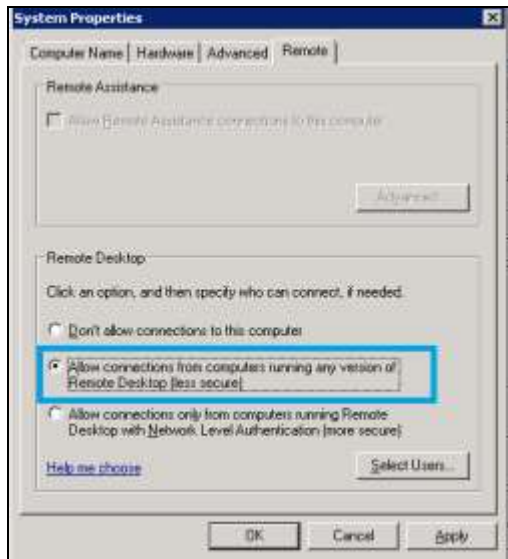 System Properties
Computer Name Hardware Advanced Remote
Remote Assistance
Allow Remote Assistance connections to this computer
Advanced...
Remote Desktop
Click an option, and then specify who can connect, if needed.
Don't allow connections to this computer
Allow connections from computers running any version of
Remote Desktop (less secure)
Allow connections only from computers running Remote
Desktop with Network Level Authentication (more secure)
Help me choose
Select Users...
OK Cancel Apply